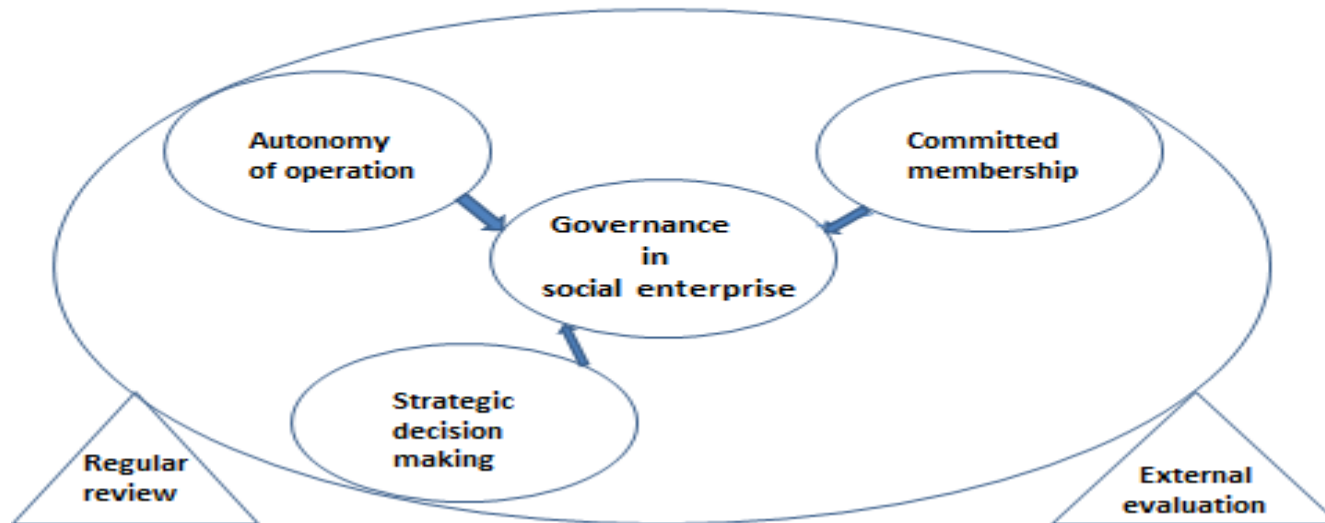 Autonomy
of operation
Committed
membership
Governance
in
social enterprise
Strategic
decision
making
Regular
review
External
evaluation